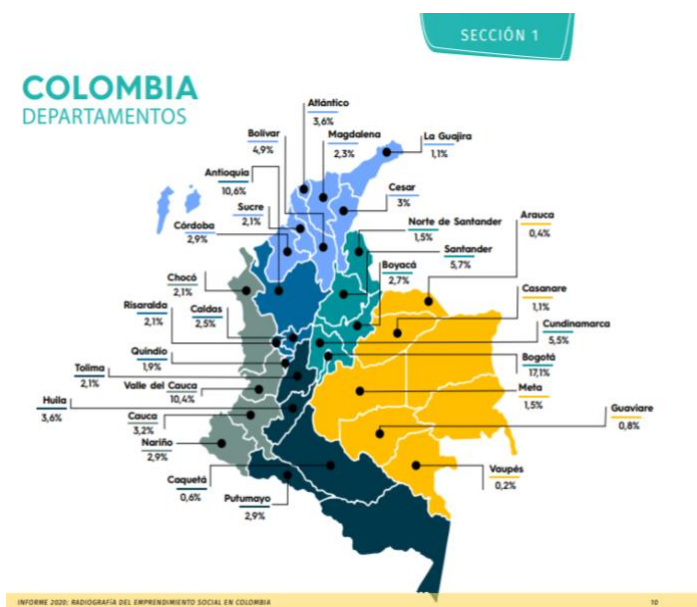 SECCIÓN 1
COLOMBIA
DEPARTAMENTOS
Atlántico
3,6%
Bolívar
4,9%
Magdalena
2,3%
La Guajira
1,1%
Antioquia
10,6%
Cesar
3%
Sucre
2,1%
Córdoba
2,9%
Norte de Santander
1,5%
Arauca
0,4%
Santander
5,7%
Boyacá
2,7%
Chocó
2,1%
Casanare
1,1%
Risaralda
2,1%
Caldas
2,5%
Cundinamarca
5,5%
Quindío
1,9%
Bogotá
17,1%
Tolima
2,1%
Valle del Cauca
10,4%
Meta
1,5%
Huila
3,6%
Cauca
3,2%
Guaviare
0,8%
Nariño
2,9%
Caquetá
0,6%
Vaupés
0,2%
Putumayo
2,9%
INFORME 2020: RADIOGRAFÍA DEL EMPRENDIMIENTO SOCIAL EN COLOMBIA
10